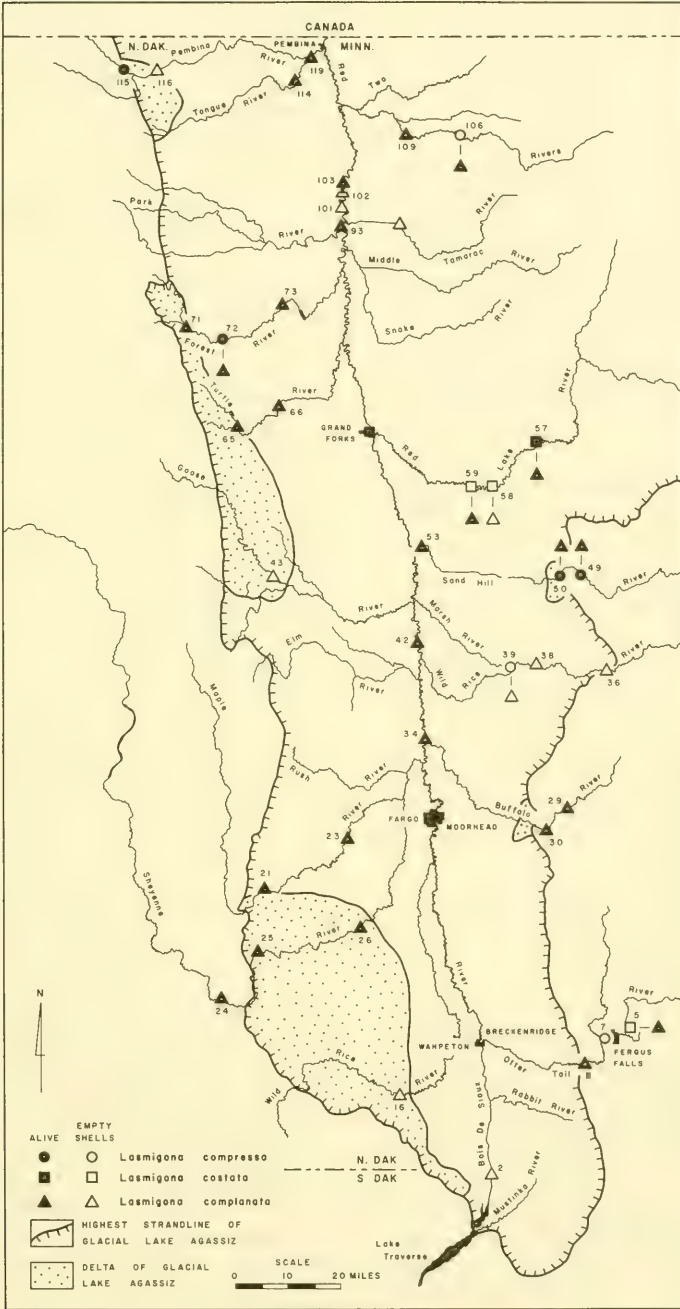 CANADA
N. DAK.
PEMBINA
MINN.
Pembina River
115
116
119
114
Tongue River
Red
Two Rivers
109
106
103
102
101
93
Park River
Middle Tamarac River
River
Snake River
73
71
72
Forest River
Turtle River
66
65
GRAND FORKS
Red Lake River
57
59
58
Goose River
43
53
Sand Hill River
50
49
Marsh River
42
Elm River
Wild Rice River
39
38
36
Maple River
34
Rush River
Buffalo River
29
30
FARGO
MOORHEAD
23
21
Sheyenne River
25
26
24
River
N
BRECKENRIDGE
WAHPETON
Otter Tail River
7
5
FERGUS FALLS
Wild Rice River
16
Bois De Sioux
Rabbit River
2
Mustinka River
N. DAK
S DAK
Lake Traverse
ALIVE
EMPTY SHELLS
Lasmigona compressa
Lasmigona costata
Lasmigona complanata
HIGHEST STRANDLINE OF GLACIAL LAKE AGASSIZ
DELTA OF GLACIAL LAKE AGASSIZ
SCALE
0 10 20 MILES